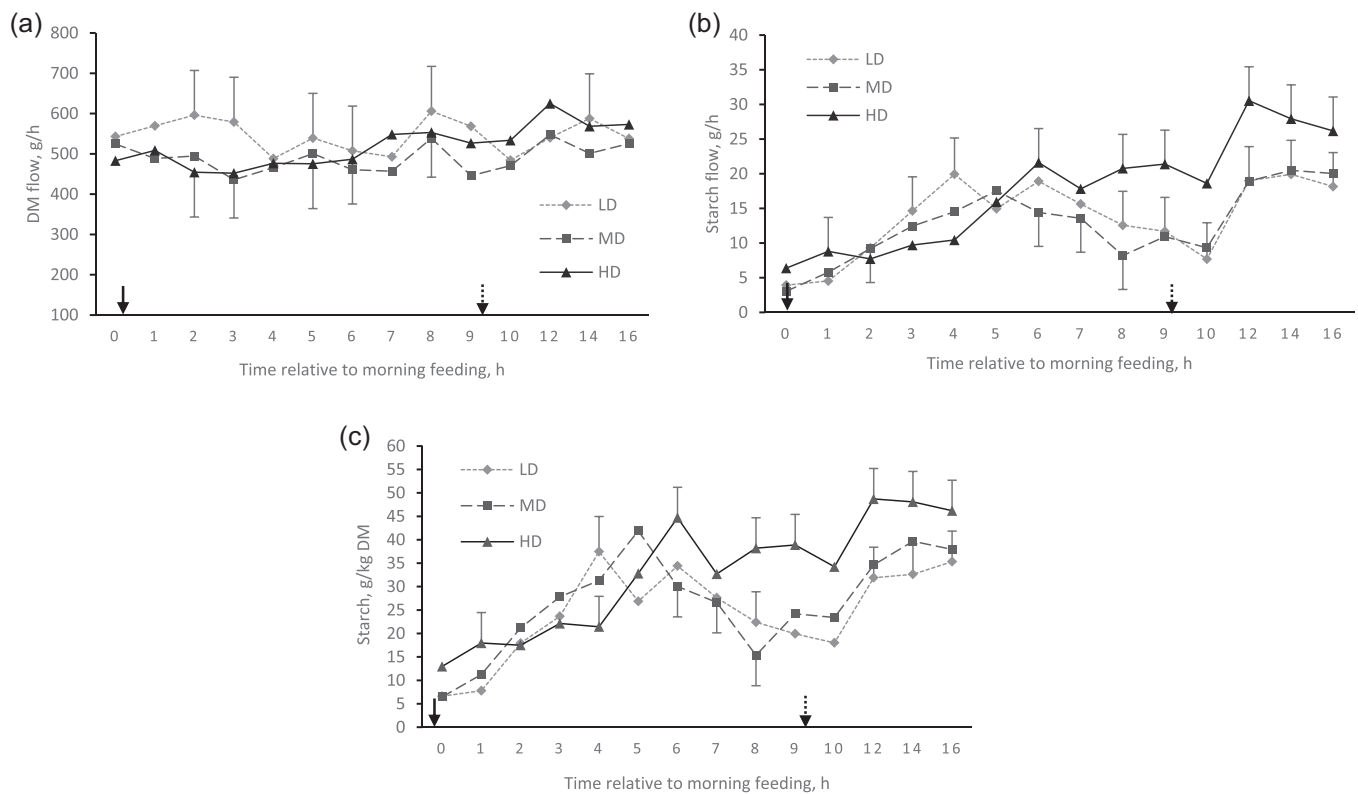 (a)
800
700
600
500
400
300
200
100
DM flow, g/h
LD
MD
HD
0 1 2 3 4 5 6 7 8 9 10 12 14 16
Time relative to morning feeding, h
(b)
40
35
30
25
20
15
10
5
0
Starch flow, g/h
LD
MD
HD
0 1 2 3 4 5 6 7 8 9 10 12 14 16
Time relative to morning feeding, h
(c)
60
55
50
45
40
35
30
25
20
15
10
5
0
Starch, g/kg DM
LD
MD
HD
0 1 2 3 4 5 6 7 8 9 10 12 14 16
Time relative to morning feeding, h